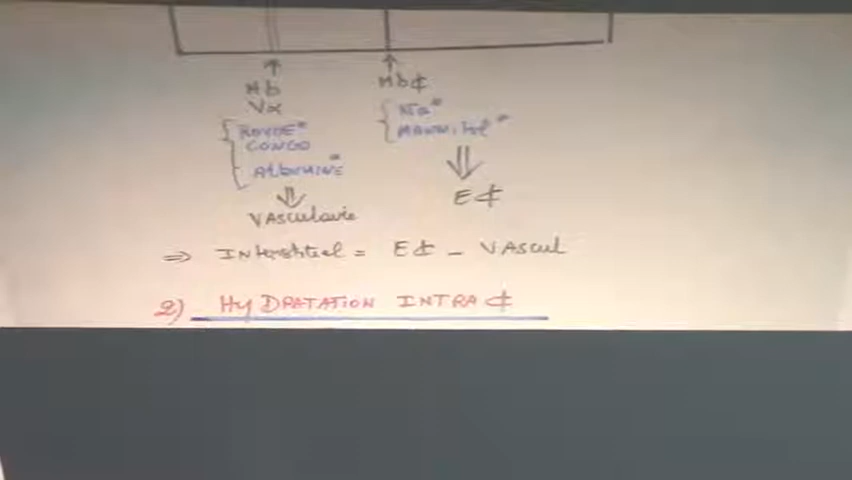 Mb Mb¢
Vx
{ ROUGE* { Na*
CONGO MANNITOL*
ALBUMINE*
VASculaire E¢
⇒ INterstitiel = E¢ - VAScul
2) HyDRATATION INTRA¢